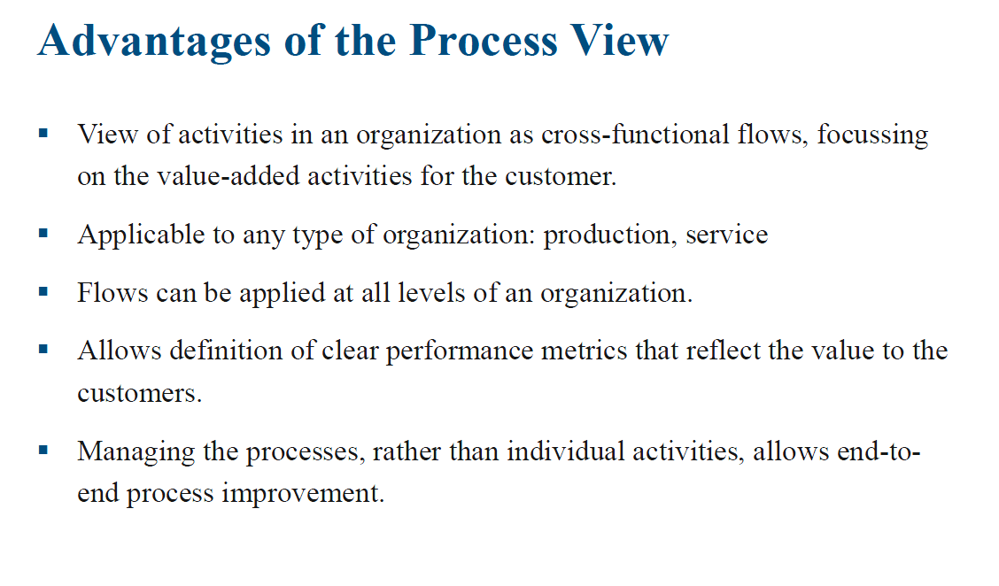 Advantages of the Process View
▪ View of activities in an organization as cross-functional flows, focussing
on the value-added activities for the customer.
▪ Applicable to any type of organization: production, service
▪ Flows can be applied at all levels of an organization.
▪ Allows definition of clear performance metrics that reflect the value to the
customers.
▪ Managing the processes, rather than individual activities, allows end-to-
end process improvement.